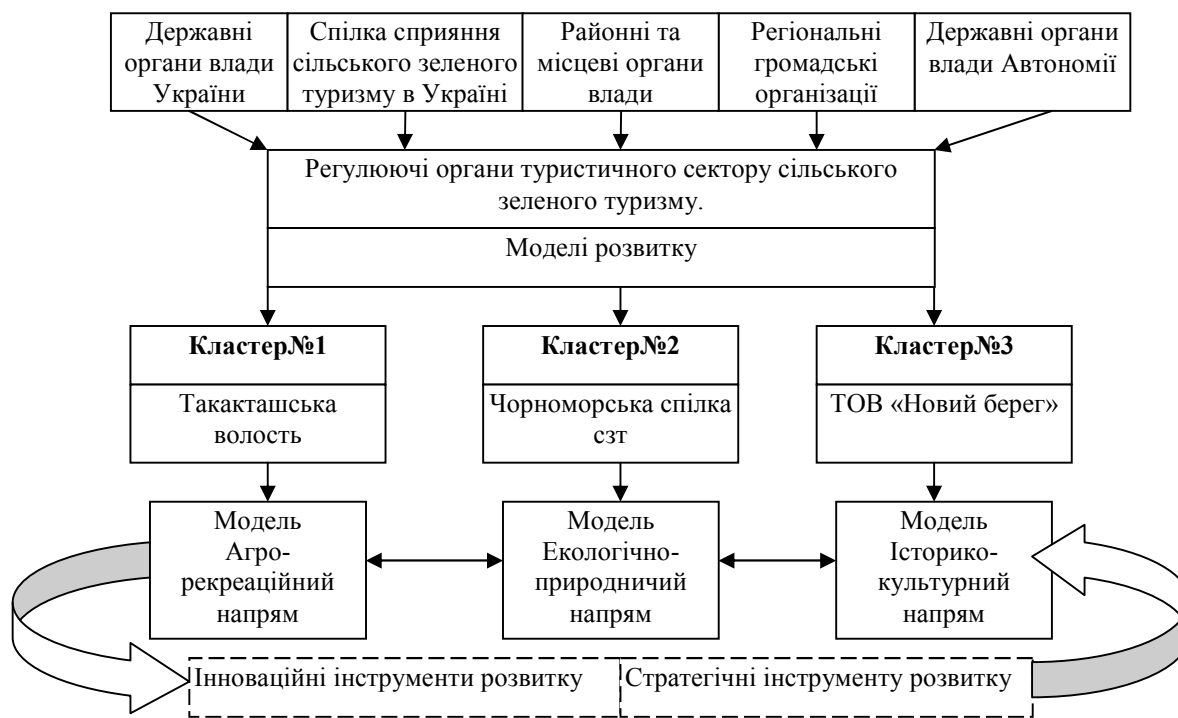 Державні
органи влади
України
Спілка сприяння
сільського зеленого
туризму в Україні
Районні та
місцеві органи
влади
Регіональні
громадські
організації
Державні органи
влади Автономії
Регулюючі органи туристичного сектору сільського
зеленого туризму.
Моделі розвитку
Кластер№1
Такакташська
волость
Кластер№2
Чорноморська спілка
сзт
Кластер№3
ТОВ «Новий берег»
Модель
Агро-
рекреаційний
напрям
Модель
Екологічно-
природничий
напрям
Модель
Історико-
культурний
напрям
Інноваційні інструменти розвитку
Стратегічні інструменту розвитку